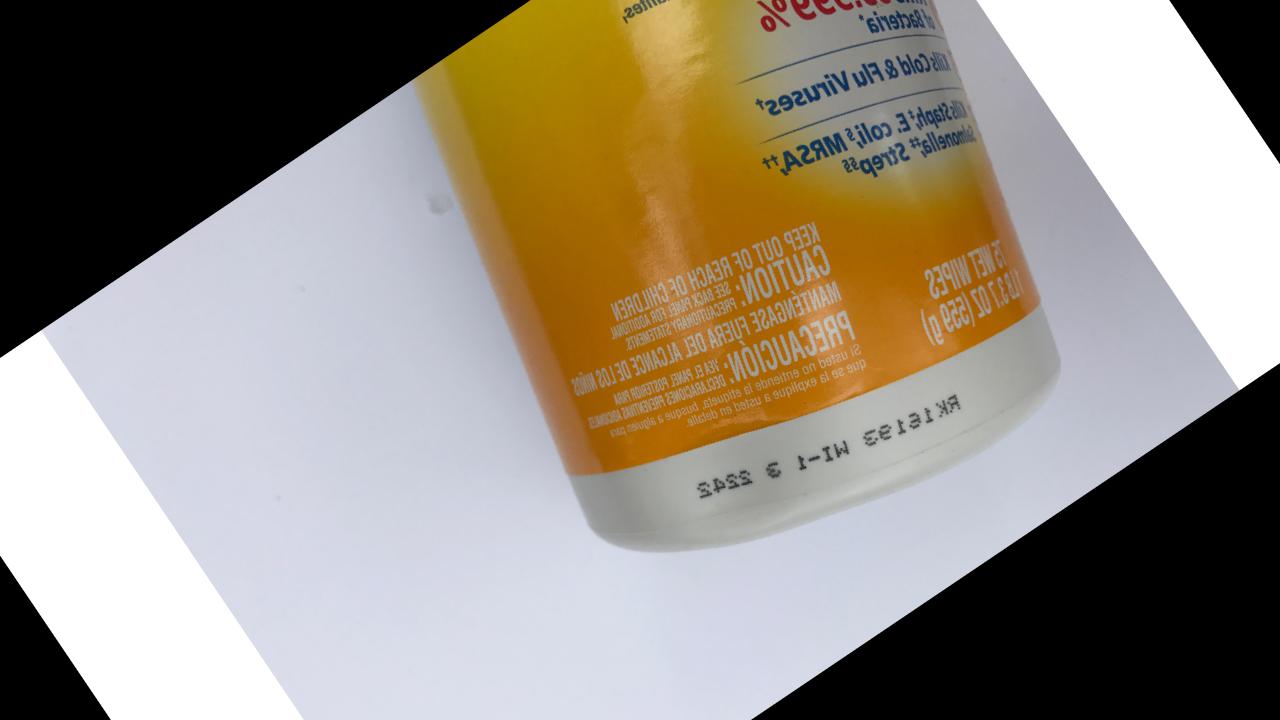 of Bacteria*
Kills Cold & Flu Viruses†
Kills Staph,‡ E. coli,§ MRSA,††
Salmonella,‡‡ Strep§§
KEEP OUT OF REACH OF CHILDREN
CAUTION: SEE BACK PANEL FOR ADDITIONAL
PRECAUTIONARY STATEMENTS.
MANTÉNGASE FUERA DEL ALCANCE DE LOS NIÑOS
PRECAUCIÓN: VEA EL PANEL POSTERIOR PARA
DECLARACIONES PREVENTIVAS ADICIONALES.
Si usted no entiende la etiqueta, busque a alguien para
que se la explique a usted en detalle.
75 WET WIPES
1 LB 3.7 OZ (559 g)
RK16193 WI-1 3 2242